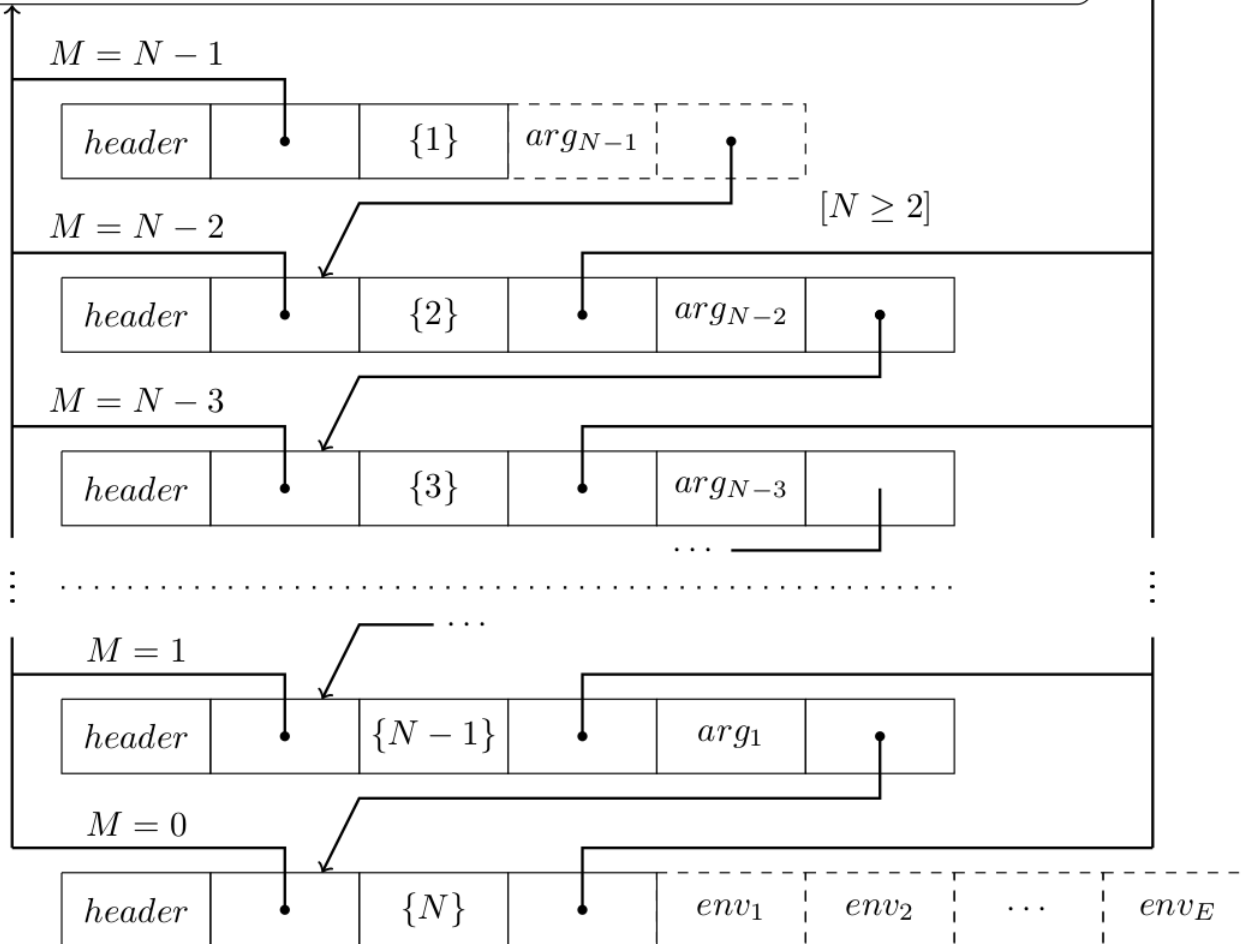 M = N − 1
header {1} arg_{N−1}
[N ≥ 2]
M = N − 2
header {2} arg_{N−2}
M = N − 3
header {3} arg_{N−3}
···
···
M = 1
header {N − 1} arg_1
M = 0
header {N} env_1 env_2 ··· env_E